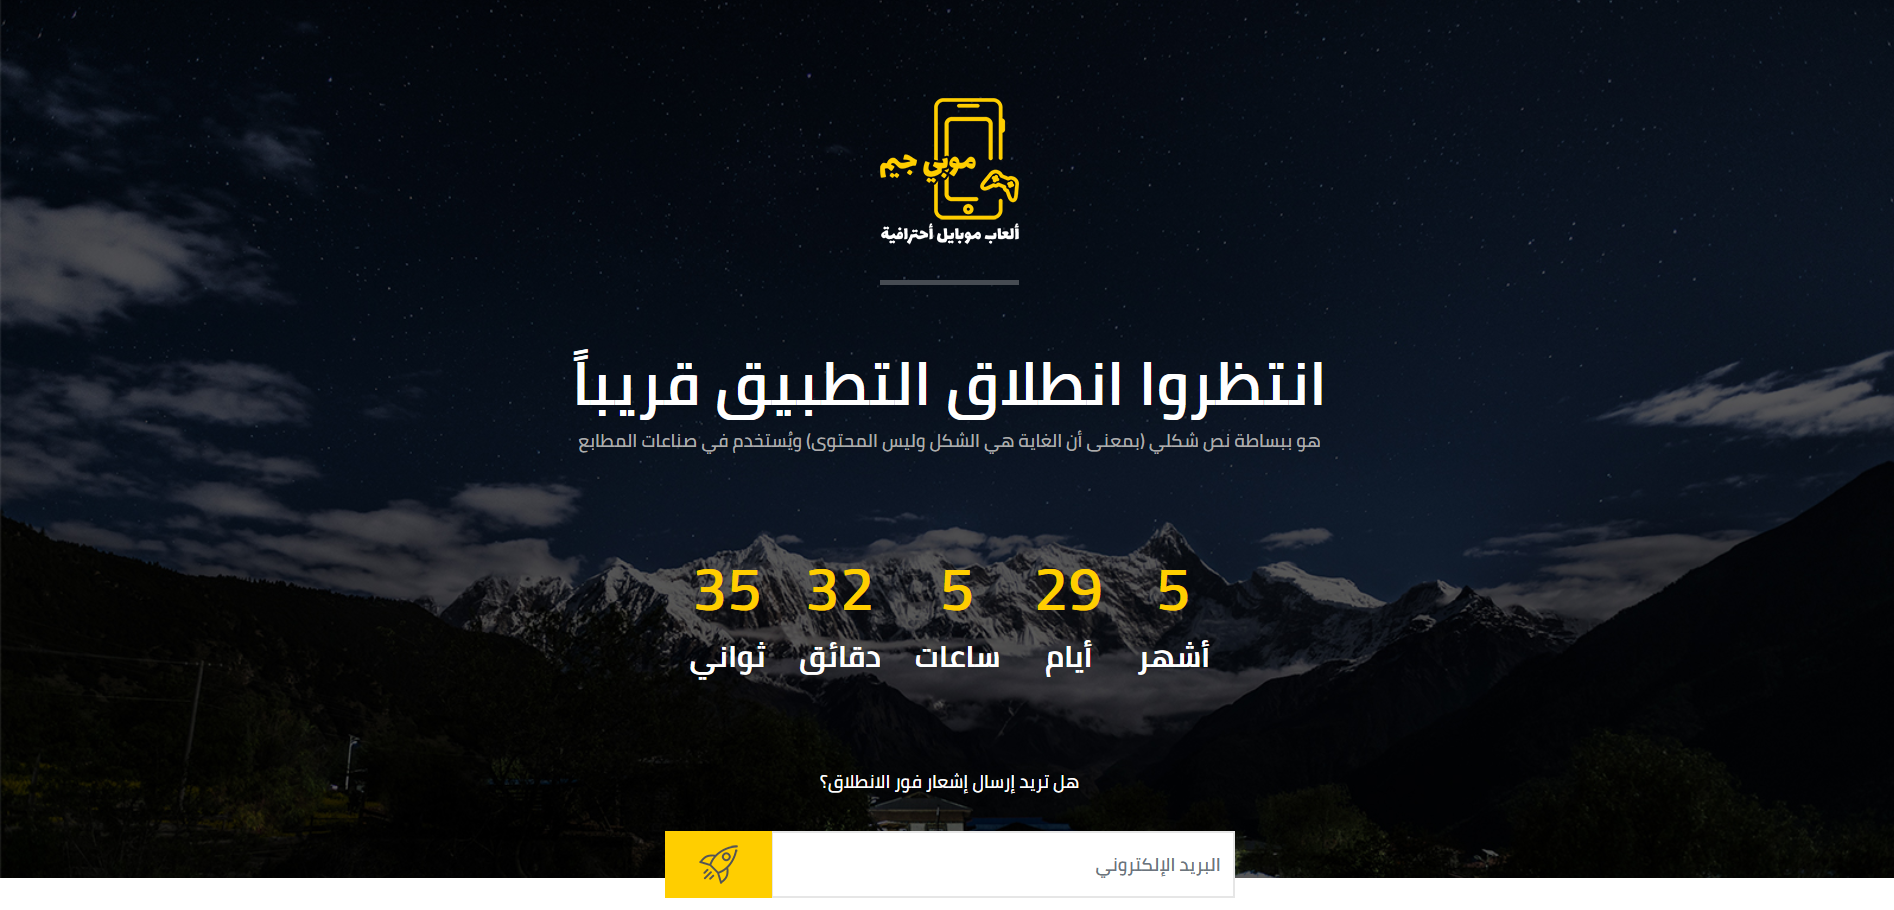 موبي جيم
ألعاب موبايل أحترافية
انتظروا انطلاق التطبيق قريباً
هو ببساطة نص شكلي (بمعنى أن الغاية هي الشكل وليس المحتوى) ويُستخدم في صناعات المطابع
5 29 5 32 35
أشهر أيام ساعات دقائق ثواني
هل تريد إرسال إشعار فور الانطلاق؟
البريد الإلكتروني